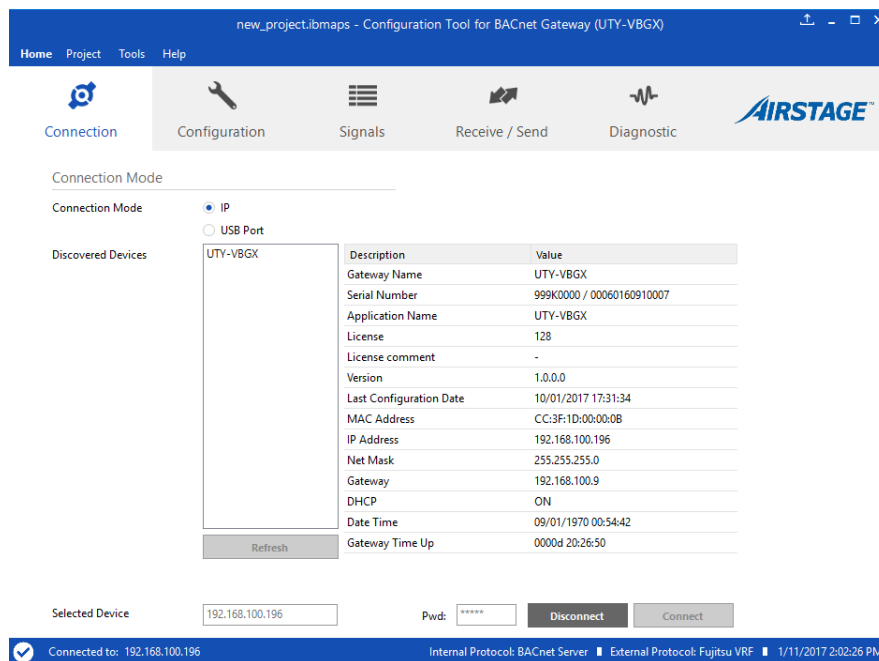 new_project.ibmaps - Configuration Tool for BACnet Gateway (UTY-VBGX)
Home Project Tools Help
Connection Configuration Signals Receive / Send Diagnostic
AIRSTAGE™
Connection Mode
Connection Mode IP
USB Port
Discovered Devices UTY-VBGX
Description Value
Gateway Name UTY-VBGX
Serial Number 999K0000 / 00060160910007
Application Name UTY-VBGX
License 128
License comment -
Version 1.0.0.0
Last Configuration Date 10/01/2017 17:31:34
MAC Address CC:3F:1D:00:00:0B
IP Address 192.168.100.196
Net Mask 255.255.255.0
Gateway 192.168.100.9
DHCP ON
Date Time 09/01/1970 00:54:42
Gateway Time Up 0000d 20:26:50
Refresh
Selected Device 192.168.100.196 Pwd: ***** Disconnect Connect
Connected to: 192.168.100.196 Internal Protocol: BACnet Server External Protocol: Fujitsu VRF 1/11/2017 2:02:26 PM